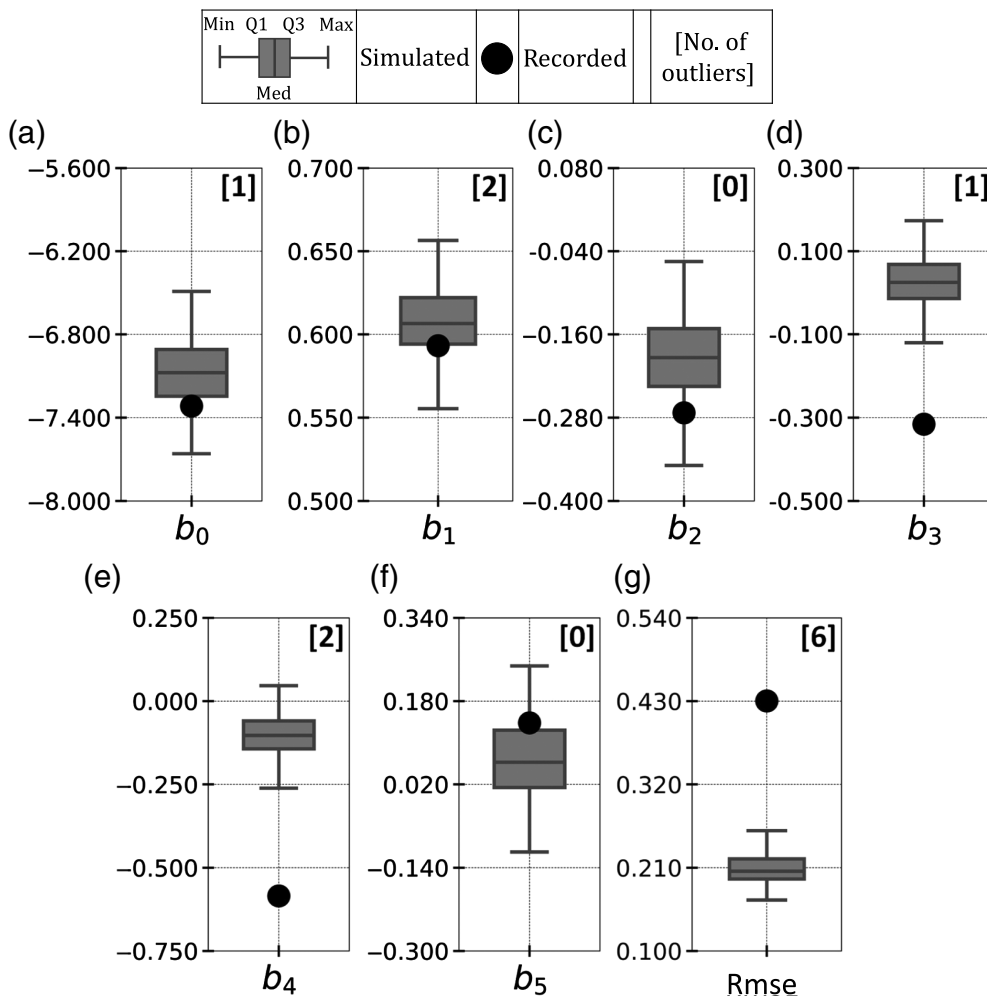 Min Q1 Q3 Max
Med
Simulated
Recorded
[No. of
outliers]
(a)
−5.600
−6.200
−6.800
−7.400
−8.000
[1]
b0
(b)
0.700
0.650
0.600
0.550
0.500
[2]
b1
(c)
0.080
-0.040
-0.160
-0.280
-0.400
[0]
b2
(d)
0.300
0.100
-0.100
-0.300
-0.500
[1]
b3
(e)
0.250
0.000
−0.250
−0.500
−0.750
[2]
b4
(f)
0.340
0.180
0.020
−0.140
−0.300
[0]
b5
(g)
0.540
0.430
0.320
0.210
0.100
[6]
Rmse